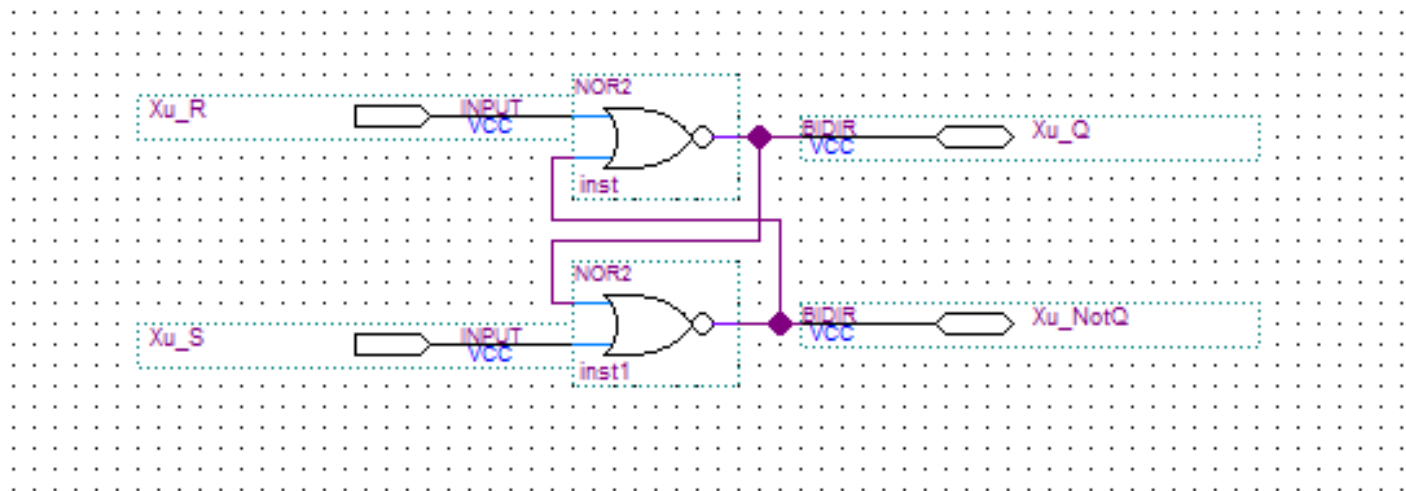 NOR2
Xu_R
INPUT
VCC
BIDIR
VCC
Xu_Q
inst
NOR2
Xu_S
INPUT
VCC
BIDIR
VCC
Xu_NotQ
inst1